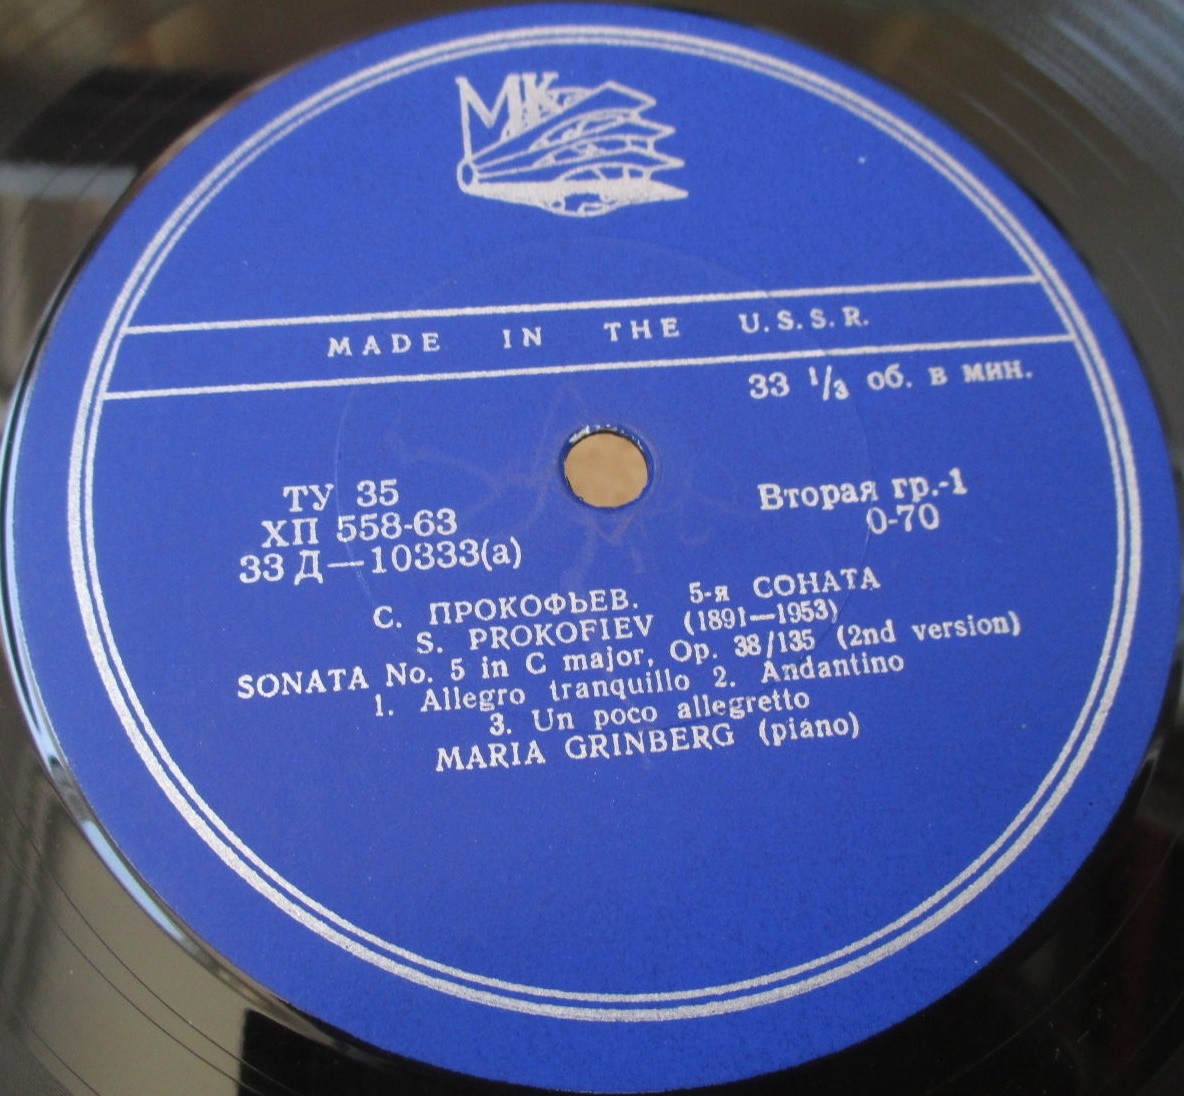 МК
MADE IN THE U.S.S.R.
33 1/3 об. в мин.
ТУ 35
ХП 558-63
33 Д—10333(а)
Вторая гр.-1
0-70
С. ПРОКОФЬЕВ. 5-я СОНАТА
S. PROKOFIEV (1891—1953)
SONATA No. 5 in C major, Op. 38/135 (2nd version)
1. Allegro tranquillo 2. Andantino
3. Un poco allegretto
MARIA GRINBERG (piano)